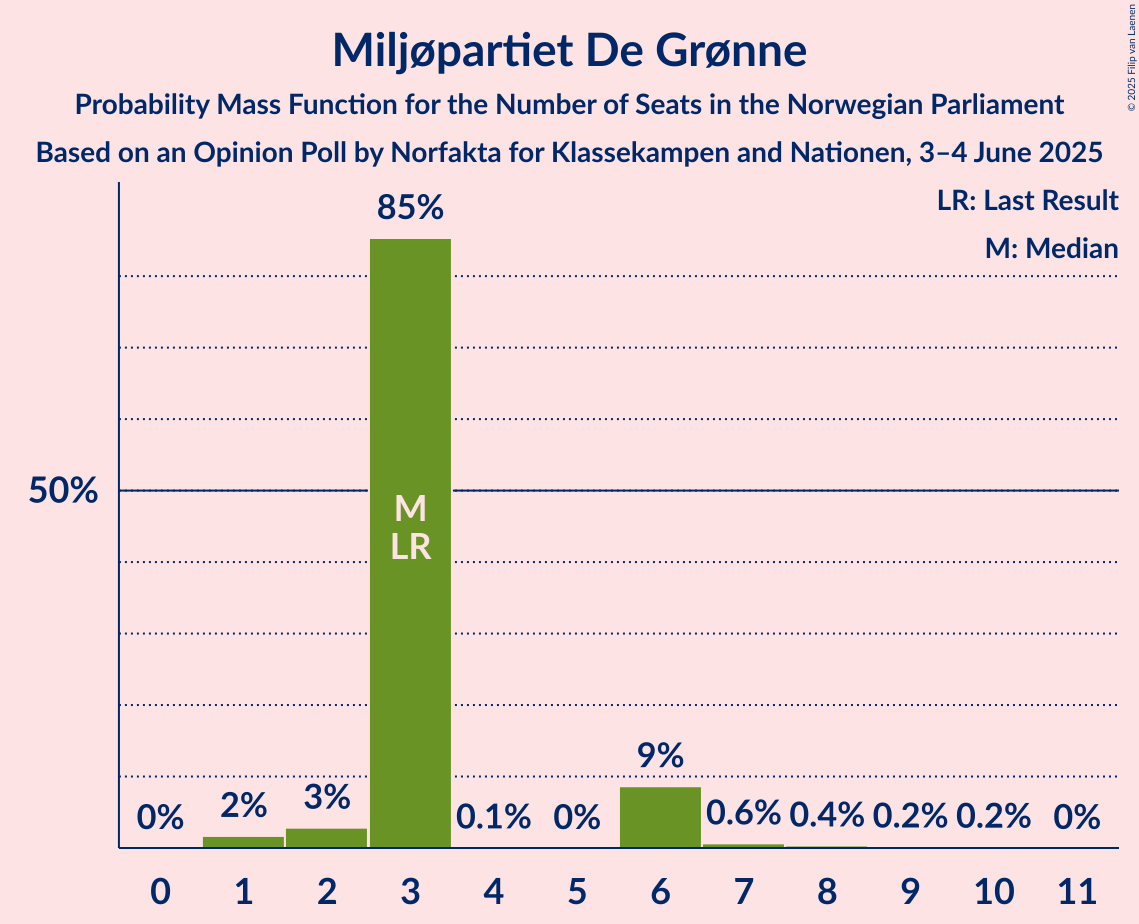 Miljøpartiet De Grønne
Probability Mass Function for the Number of Seats in the Norwegian Parliament
Based on an Opinion Poll by Norfakta for Klassekampen and Nationen, 3–4 June 2025
© 2025 Filip van Laenen
LR: Last Result
M: Median
85%
50%
M
LR
0% 2% 3% 0.1% 0% 9% 0.6% 0.4% 0.2% 0.2% 0%
0 1 2 3 4 5 6 7 8 9 10 11